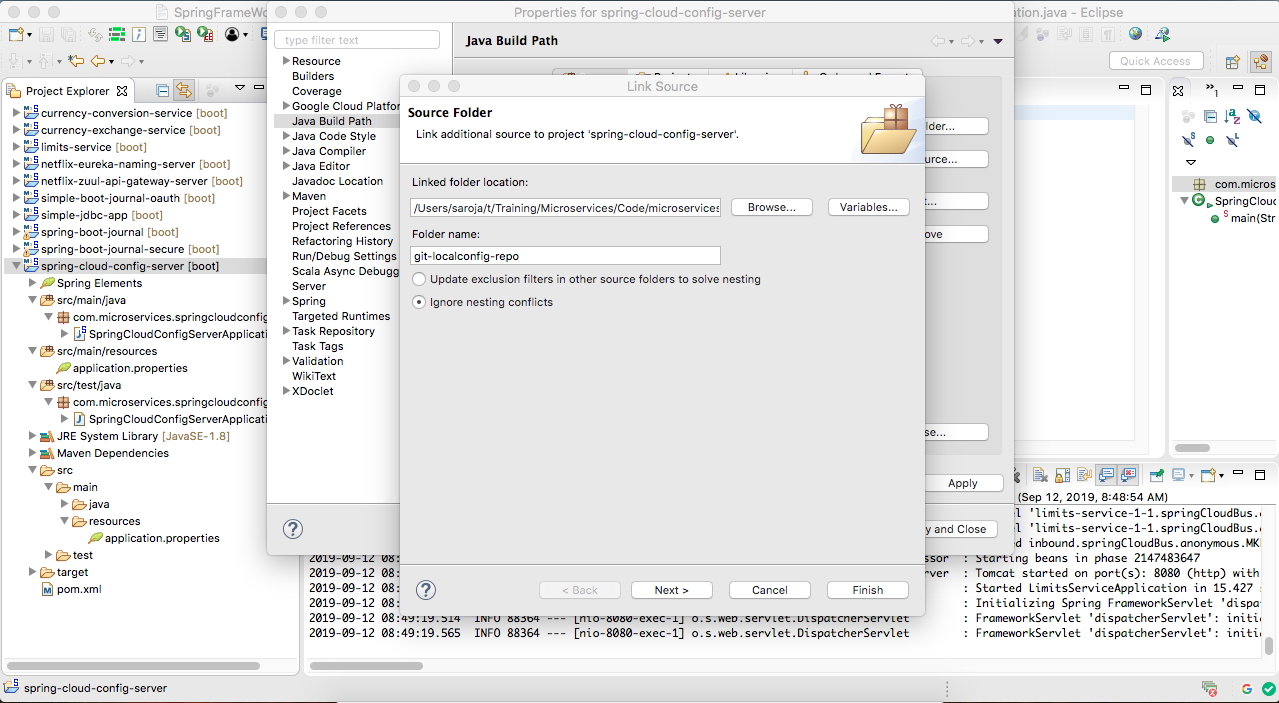 SpringFrameWo
Properties for spring-cloud-config-server
ation.java - Eclipse
Quick Access
Project Explorer
currency-conversion-service [boot]
currency-exchange-service [boot]
limits-service [boot]
netflix-eureka-naming-server [boot]
netflix-zuul-api-gateway-server [boot]
simple-boot-journal-oauth [boot]
simple-jdbc-app [boot]
spring-boot-journal [boot]
spring-boot-journal-secure [boot]
spring-cloud-config-server [boot]
Spring Elements
src/main/java
com.microservices.springcloudconfig
SpringCloudConfigServerApplicati
src/main/resources
application.properties
src/test/java
com.microservices.springcloudconfig
SpringCloudConfigServerApplicati
JRE System Library [JavaSE-1.8]
Maven Dependencies
src
main
java
resources
application.properties
test
target
pom.xml
type filter text
Resource
Builders
Coverage
Google Cloud Platfor
Java Build Path
Java Code Style
Java Compiler
Java Editor
Javadoc Location
Maven
Project Facets
Project References
Refactoring History
Run/Debug Settings
Scala Async Debugg
Server
Spring
Targeted Runtimes
Task Repository
Task Tags
Validation
WikiText
XDoclet
Java Build Path
lder...
urce...
t...
ove
se...
Apply
y and Close
Link Source
Source Folder
Link additional source to project 'spring-cloud-config-server'.
Linked folder location:
/Users/saroja/t/Training/Microservices/Code/microservices
Browse...
Variables...
Folder name:
git-localconfig-repo
Update exclusion filters in other source folders to solve nesting
Ignore nesting conflicts
< Back
Next >
Cancel
Finish
com.micros
SpringCloud
main(Str
(Sep 12, 2019, 8:48:54 AM)
el 'limits-service-1-1.springCloudBus.
el 'limits-service-1-1.springCloudBus.
d inbound.springCloudBus.anonymous.MK
2019-09-12 08: ssor : Starting beans in phase 2147483647
2019-09-12 08: rver : Tomcat started on port(s): 8080 (http) with
2019-09-12 08: : Started LimitsServiceApplication in 15.427
2019-09-12 08: : Initializing Spring FrameworkServlet 'dispa
2019-09-12 08:49:19.514 INFO 88364 --- [nio-8080-exec-1] o.s.web.servlet.DispatcherServlet : FrameworkServlet 'dispatcherServlet': initi
2019-09-12 08:49:19.565 INFO 88364 --- [nio-8080-exec-1] o.s.web.servlet.DispatcherServlet : FrameworkServlet 'dispatcherServlet': initi
spring-cloud-config-server